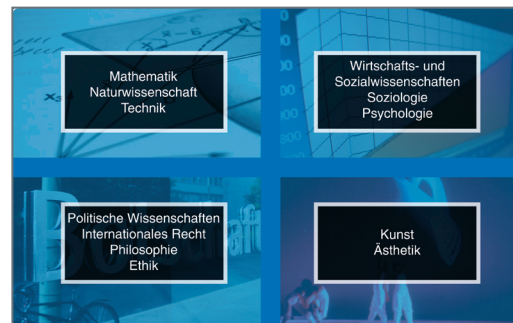 Mathematik
Naturwissenschaft
Technik
Wirtschafts- und
Sozialwissenschaften
Soziologie
Psychologie
Politische Wissenschaften
Internationales Recht
Philosophie
Ethik
Kunst
Ästhetik